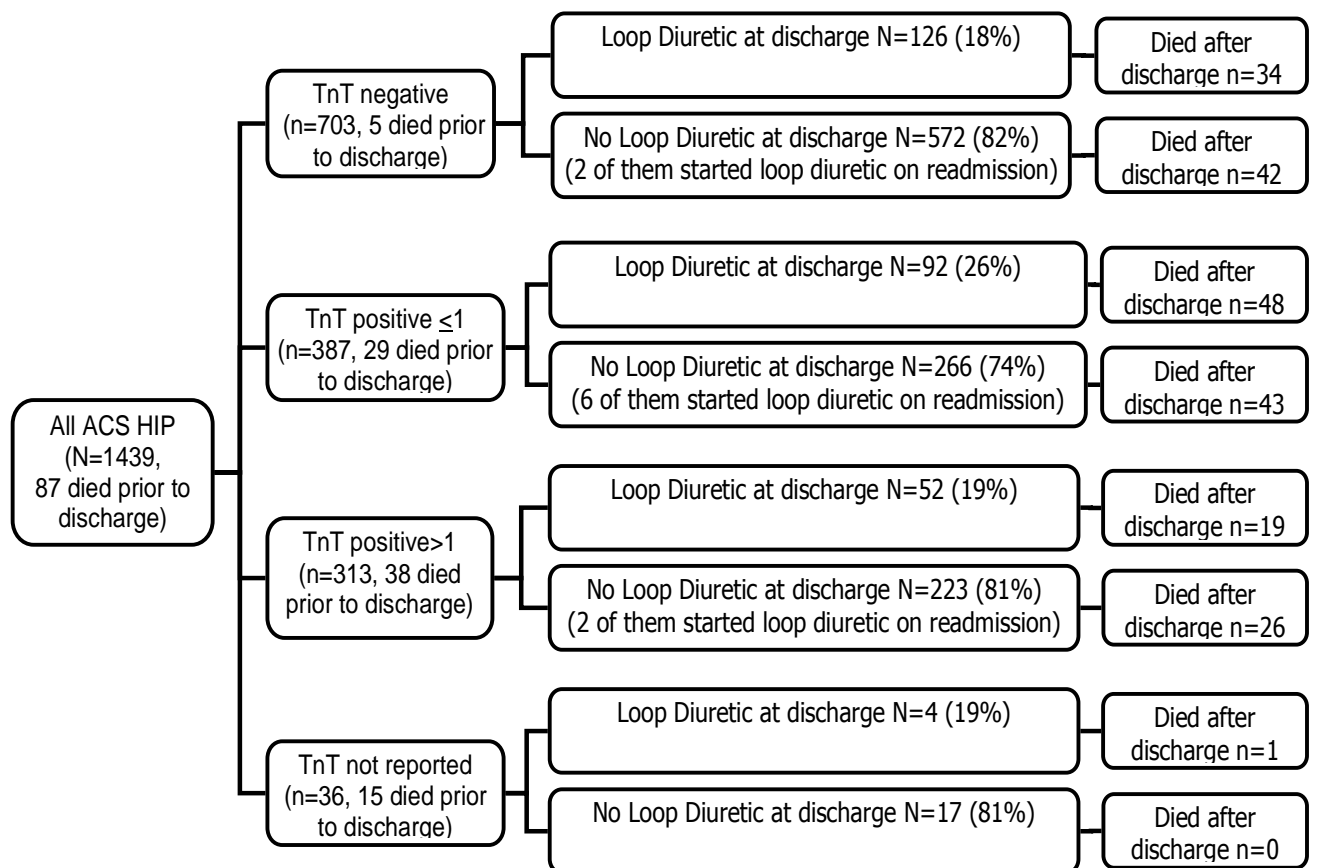 All ACS HIP
(N=1439,
87 died prior to
discharge)
TnT negative
(n=703, 5 died prior
to discharge)
Loop Diuretic at discharge N=126 (18%)
Died after
discharge n=34
No Loop Diuretic at discharge N=572 (82%)
(2 of them started loop diuretic on readmission)
Died after
discharge n=42
TnT positive ≤1
(n=387, 29 died prior
to discharge)
Loop Diuretic at discharge N=92 (26%)
Died after
discharge n=48
No Loop Diuretic at discharge N=266 (74%)
(6 of them started loop diuretic on readmission)
Died after
discharge n=43
TnT positive>1
(n=313, 38 died
prior to discharge)
Loop Diuretic at discharge N=52 (19%)
Died after
discharge n=19
No Loop Diuretic at discharge N=223 (81%)
(2 of them started loop diuretic on readmission)
Died after
discharge n=26
TnT not reported
(n=36, 15 died prior
to discharge)
Loop Diuretic at discharge N=4 (19%)
Died after
discharge n=1
No Loop Diuretic at discharge N=17 (81%)
Died after
discharge n=0